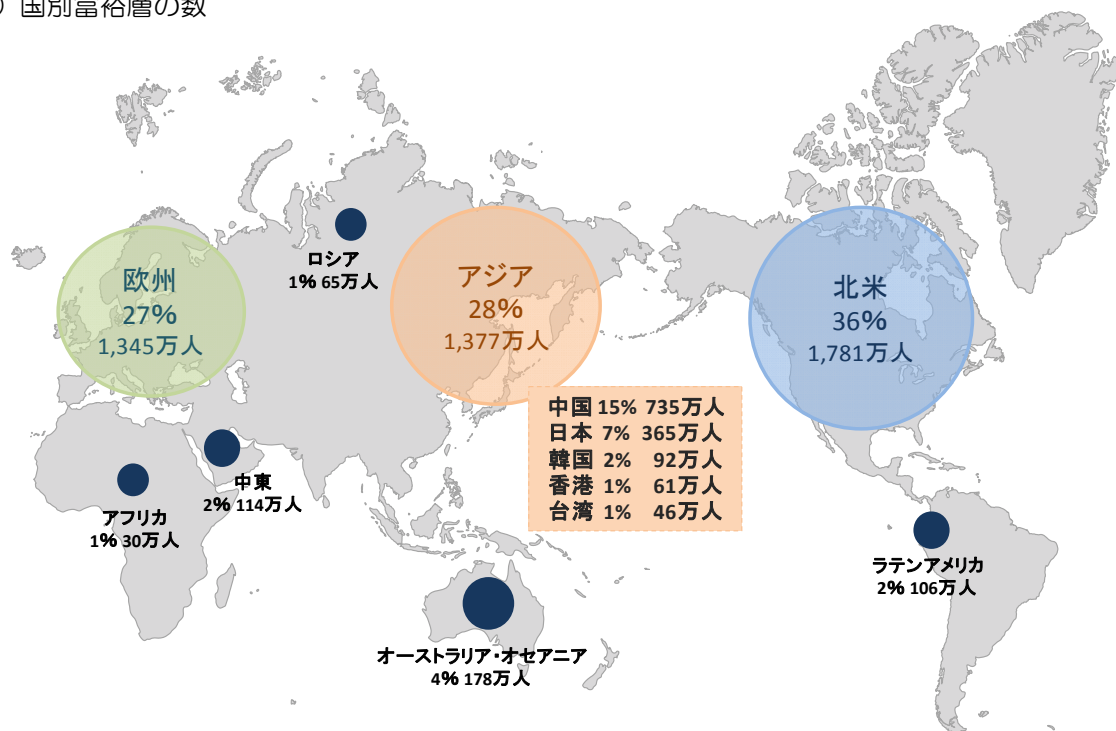 国別富裕層の数
ロシア
1% 65万人
欧州
27%
1,345万人
アジア
28%
1,377万人
北米
36%
1,781万人
中国 15% 735万人
日本 7% 365万人
韓国 2% 92万人
香港 1% 61万人
台湾 1% 46万人
中東
2% 114万人
アフリカ
1% 30万人
ラテンアメリカ
2% 106万人
オーストラリア・オセアニア
4% 178万人